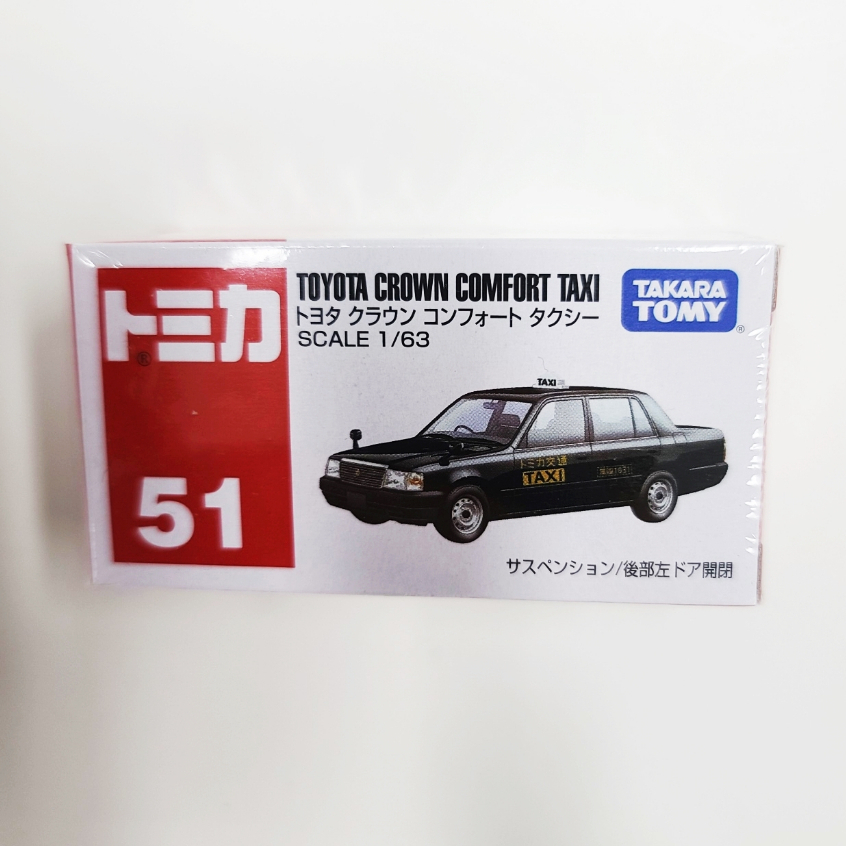 トミカ
®
51
TOYOTA CROWN COMFORT TAXI
トヨタ クラウン コンフォート タクシー
SCALE 1/63
TAKARA
TOMY
®
TAXI
トミカ交通
TAXI
サスペンション/後部左ドア開閉